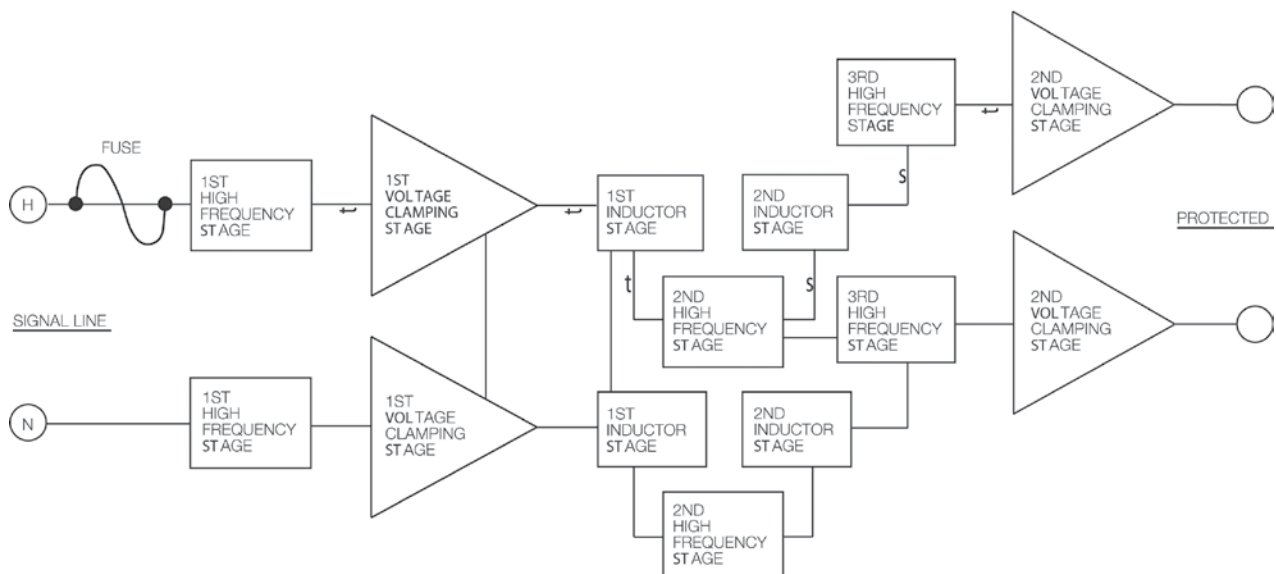 3RD
HIGH
FREQUENCY
STAGE
t
2ND
VOLTAGE
CLAMPING
STAGE
FUSE
H
1ST
HIGH
FREQUENCY
STAGE
t
1ST
VOLTAGE
CLAMPING
STAGE
t
1ST
INDUCTOR
STAGE
2ND
INDUCTOR
STAGE
s
PROTECTED
t
s
2ND
HIGH
FREQUENCY
STAGE
3RD
HIGH
FREQUENCY
STAGE
2ND
VOLTAGE
CLAMPING
STAGE
SIGNAL LINE
N
1ST
HIGH
FREQUENCY
STAGE
1ST
VOLTAGE
CLAMPING
STAGE
1ST
INDUCTOR
STAGE
2ND
INDUCTOR
STAGE
2ND
HIGH
FREQUENCY
STAGE